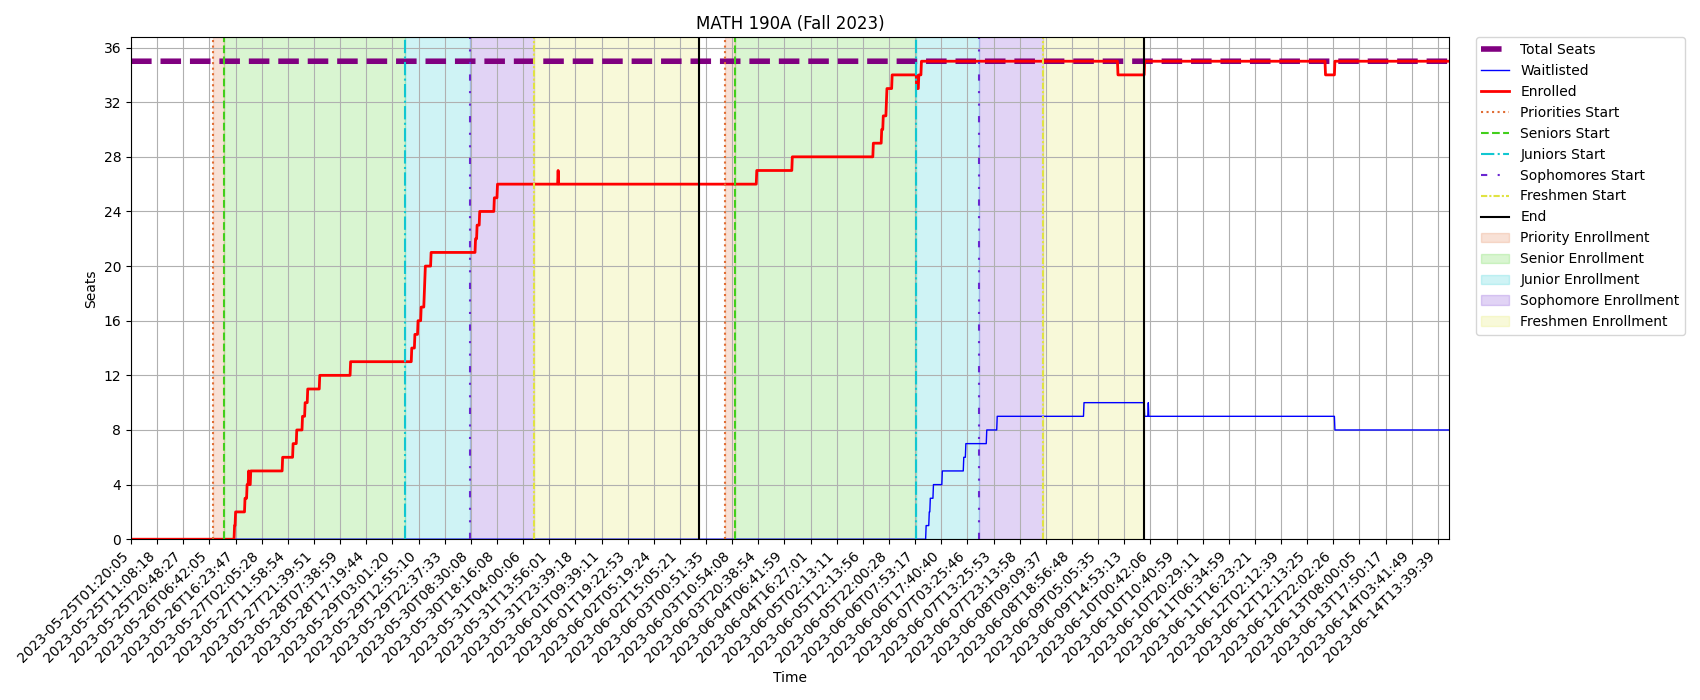 MATH 190A (Fall 2023)
Seats
36
32
28
24
20
16
12
8
4
0
2023-05-25T01:20:05
2023-05-25T11:08:18
2023-05-25T20:48:27
2023-05-26T06:42:05
2023-05-26T16:23:47
2023-05-27T02:05:28
2023-05-27T11:58:54
2023-05-27T21:39:51
2023-05-28T07:38:59
2023-05-28T17:19:44
2023-05-29T03:01:20
2023-05-29T12:55:10
2023-05-29T22:37:33
2023-05-30T08:30:08
2023-05-30T18:16:08
2023-05-31T04:00:06
2023-05-31T13:56:01
2023-05-31T23:39:18
2023-06-01T09:39:11
2023-06-01T19:22:53
2023-06-02T05:19:24
2023-06-02T15:05:21
2023-06-03T00:51:35
2023-06-03T10:54:08
2023-06-03T20:38:54
2023-06-04T06:41:59
2023-06-04T16:27:01
2023-06-05T02:13:11
2023-06-05T12:13:56
2023-06-05T22:00:28
2023-06-06T07:53:17
2023-06-06T17:40:40
2023-06-07T03:25:46
2023-06-07T13:25:53
2023-06-07T23:13:58
2023-06-08T09:09:37
2023-06-08T18:56:48
2023-06-09T05:05:35
2023-06-09T14:53:13
2023-06-10T00:42:06
2023-06-10T10:40:59
2023-06-10T20:29:11
2023-06-11T06:34:59
2023-06-11T16:23:21
2023-06-12T02:12:39
2023-06-12T12:13:25
2023-06-12T22:02:26
2023-06-13T08:00:05
2023-06-13T17:50:17
2023-06-14T03:41:49
2023-06-14T13:39:39
Time
Total Seats
Waitlisted
Enrolled
Priorities Start
Seniors Start
Juniors Start
Sophomores Start
Freshmen Start
End
Priority Enrollment
Senior Enrollment
Junior Enrollment
Sophomore Enrollment
Freshmen Enrollment